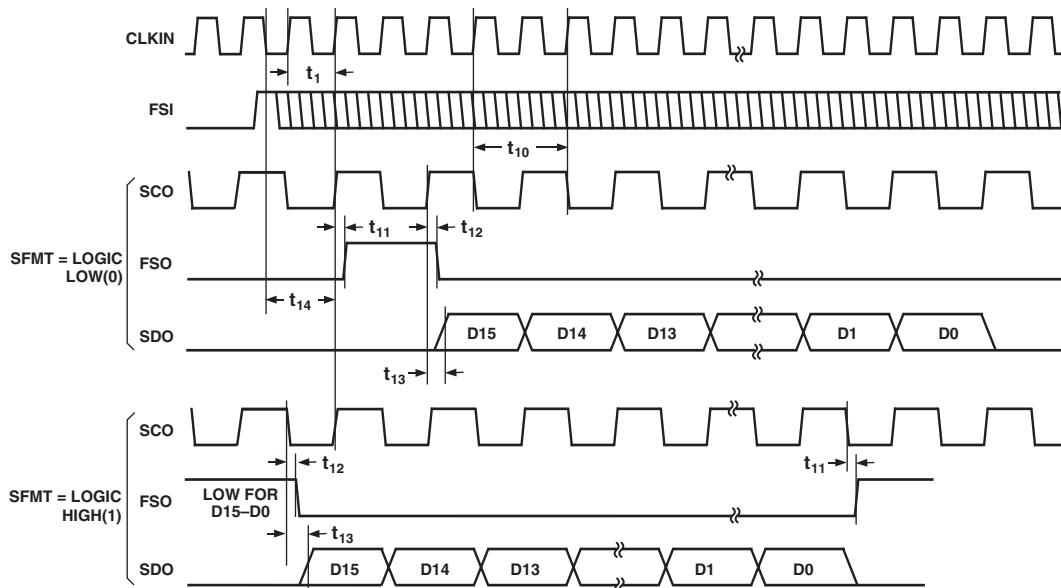 CLKIN
t1
FSI
t10
SCO
t11
t12
SFMT = LOGIC
LOW(0)
FSO
t14
SDO
D15
D14
D13
D1
D0
t13
SCO
t12
t11
SFMT = LOGIC
HIGH(1)
FSO
LOW FOR
D15–D0
t13
SDO
D15
D14
D13
D1
D0